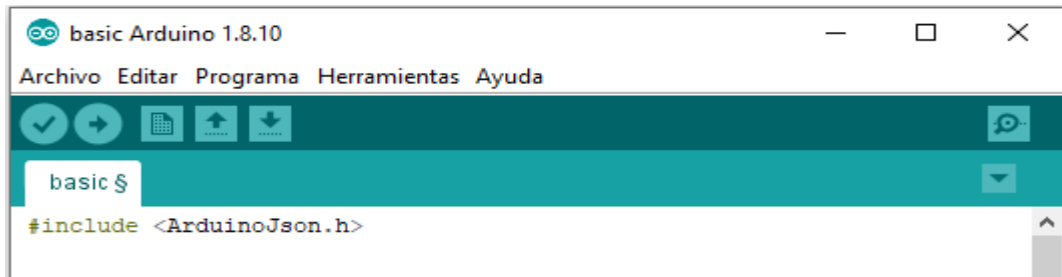 basic Arduino 1.8.10
Archivo Editar Programa Herramientas Ayuda
basic §
#include <ArduinoJson.h>